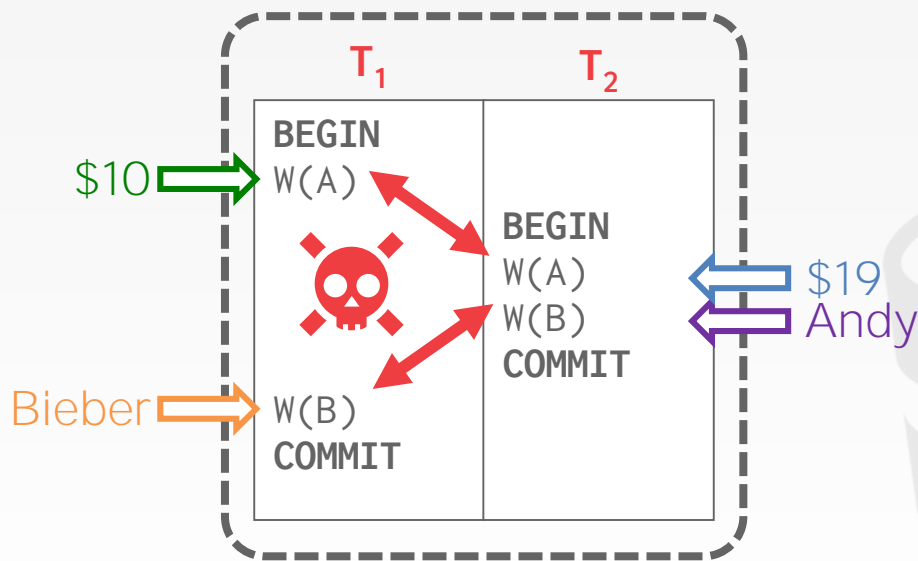 T1 T2
BEGIN
$10 W(A)
BEGIN
W(A) $19
W(B) Andy
COMMIT
Bieber W(B)
COMMIT